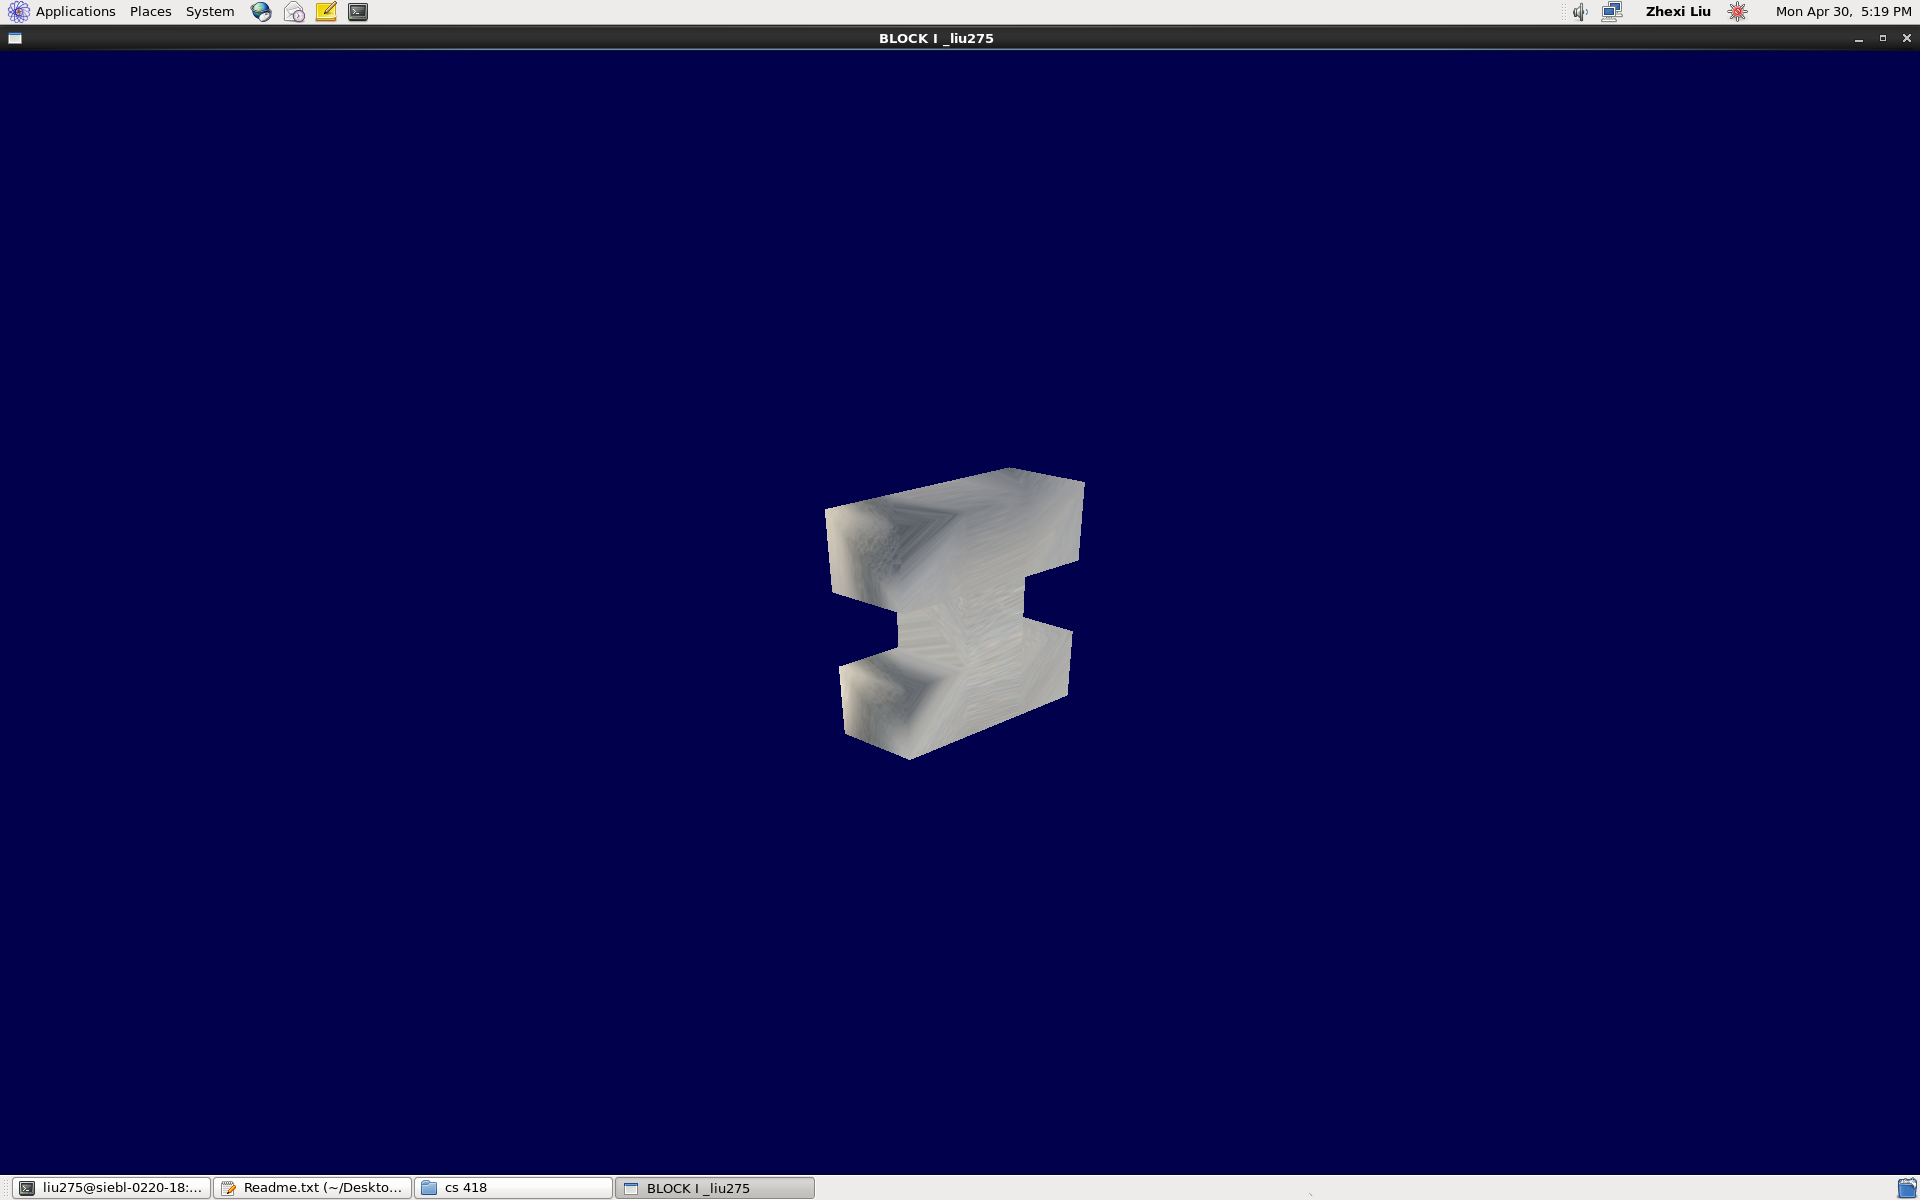 Applications Places System Zhexi Liu Mon Apr 30, 5:19 PM
BLOCK I _liu275
liu275@siebl-0220-18:... Readme.txt (~/Deskto... cs 418 BLOCK I _liu275